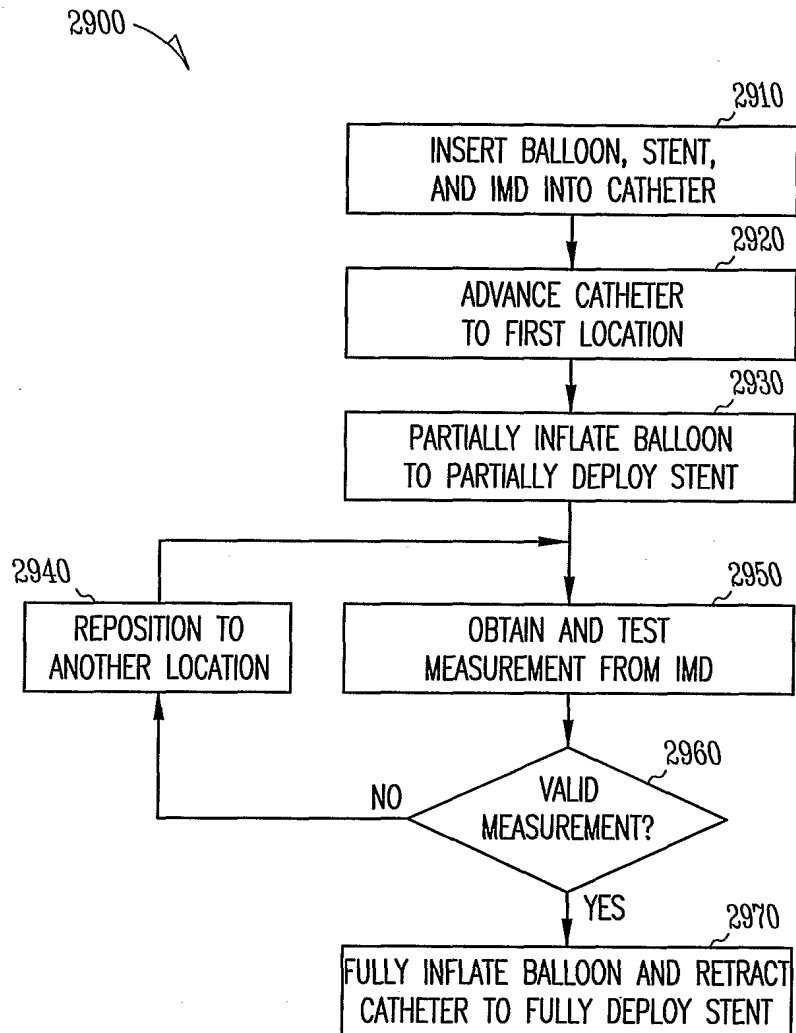 2900
2910
INSERT BALLOON, STENT,
AND IMD INTO CATHETER
2920
ADVANCE CATHETER
TO FIRST LOCATION
2930
PARTIALLY INFLATE BALLOON
TO PARTIALLY DEPLOY STENT
2940
REPOSITION TO
ANOTHER LOCATION
2950
OBTAIN AND TEST
MEASUREMENT FROM IMD
2960
VALID
MEASUREMENT?
NO
YES
2970
FULLY INFLATE BALLOON AND RETRACT
CATHETER TO FULLY DEPLOY STENT